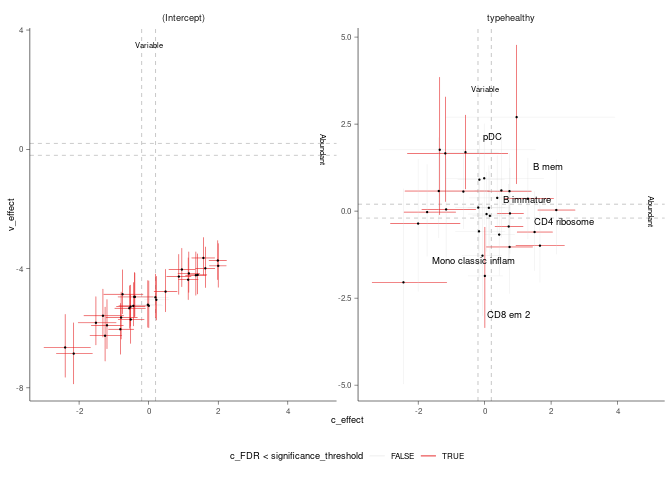 (Intercept)
typehealthy
v_effect
4
0
-4
-8
Variable
Abundant
-2
0
2
4
5.0
2.5
0.0
-2.5
-5.0
Variable
pDC
B mem
B immature
CD4 ribosome
Mono classic inflam
CD8 em 2
Abundant
-2
0
2
4
c_effect
c_FDR < significance_threshold
FALSE
TRUE